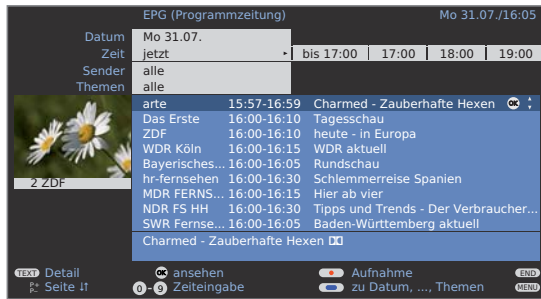 EPG (Programmzeitung) Mo 31.07./16:05
Datum Mo 31.07.
Zeit jetzt bis 17:00 17:00 18:00 19:00
Sender alle
Themen alle
arte 15:57-16:59 Charmed - Zauberhafte Hexen OK
Das Erste 16:00-16:10 Tagesschau
ZDF 16:00-16:10 heute - in Europa
WDR Köln 16:00-16:15 WDR aktuell
Bayerisches... 16:00-16:05 Rundschau
hr-fernsehen 16:00-16:30 Schlemmerreise Spanien
MDR FERNS... 16:00-16:15 Hier ab vier
NDR FS HH 16:00-16:30 Tipps und Trends - Der Verbraucher...
SWR Fernse... 16:00-16:05 Baden-Württemberg aktuell
2 ZDF
Charmed - Zauberhafte Hexen
TEXT Detail OK ansehen Aufnahme END
P+ P- Seite 0-9 Zeiteingabe zu Datum, ..., Themen MENU